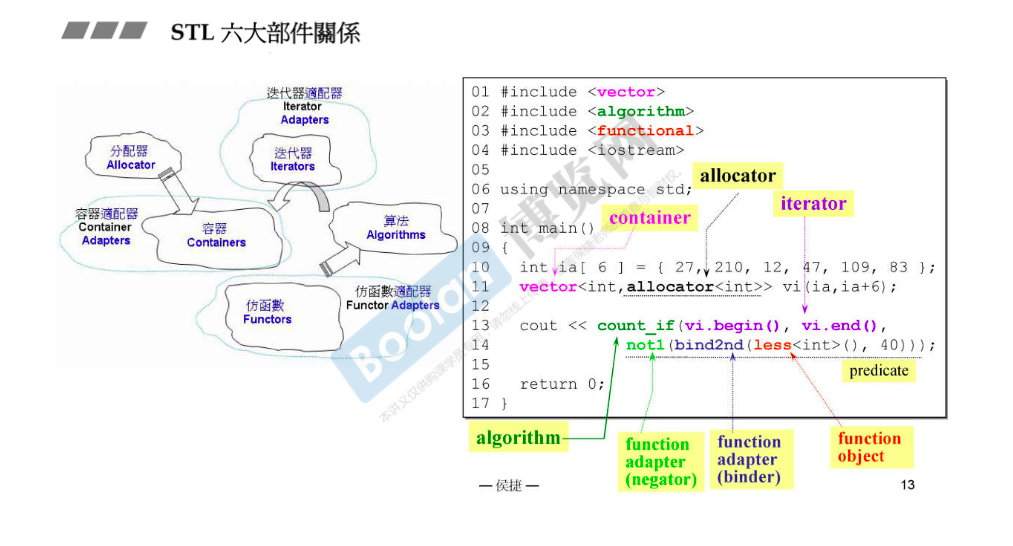 STL 六大部件關係
迭代器適配器
Iterator
Adapters
分配器
Allocator
迭代器
Iterators
容器適配器
Container
Adapters
容器
Containers
算法
Algorithms
仿函數
Functors
仿函數適配器
Functor Adapters
01 #include <vector>
02 #include <algorithm>
03 #include <functional>
04 #include <iostream>
05
06 using namespace std;
07
08 int main()
09 {
10 int ia[ 6 ] = { 27, 210, 12, 47, 109, 83 };
11 vector<int,allocator<int>> vi(ia,ia+6);
12
13 cout << count_if(vi.begin(), vi.end(),
14 not1(bind2nd(less<int>(), 40)));
15
16 return 0;
17 }
allocator
iterator
container
predicate
algorithm
function
adapter
(negator)
function
adapter
(binder)
function
object
Boolan 博览网
— 侯捷 —
13